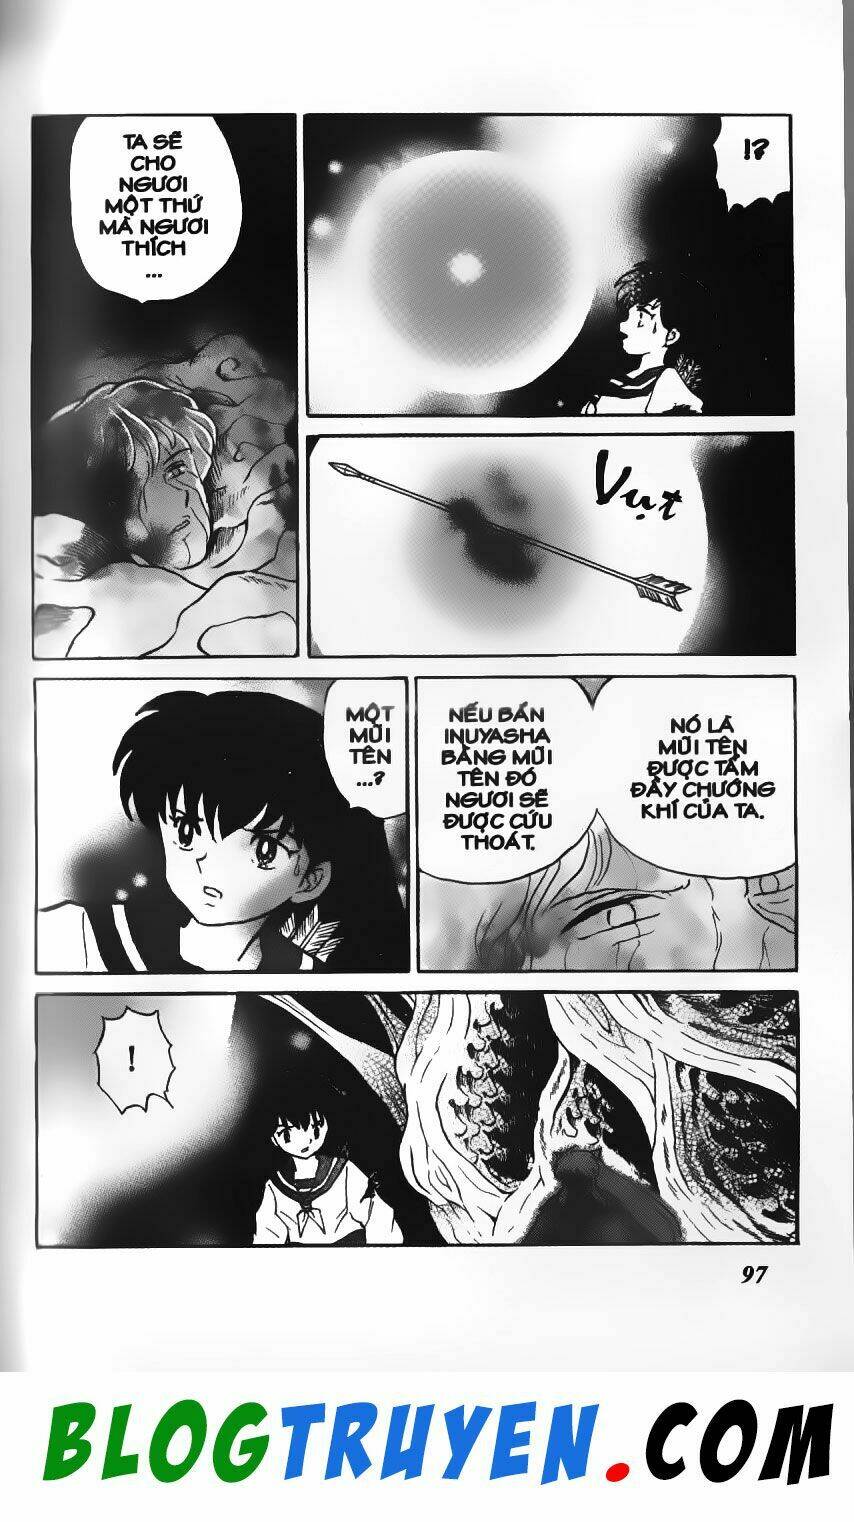 !?
TA SẼ
CHO
NGƯƠI
MỘT THỨ
MÀ NGƯƠI
THÍCH
...
Vụt
NÓ LÀ
MŨI TÊN
ĐƯỢC TẨM
ĐẦY CHƯỚNG
KHÍ CỦA TA.
NẾU BẮN
INUYASHA
BẰNG MŨI
TÊN ĐÓ
NGƯƠI SẼ
ĐƯỢC CỨU
THOÁT.
MỘT
MŨI
TÊN
...?
!
97
BLOGTRUYEN.COM